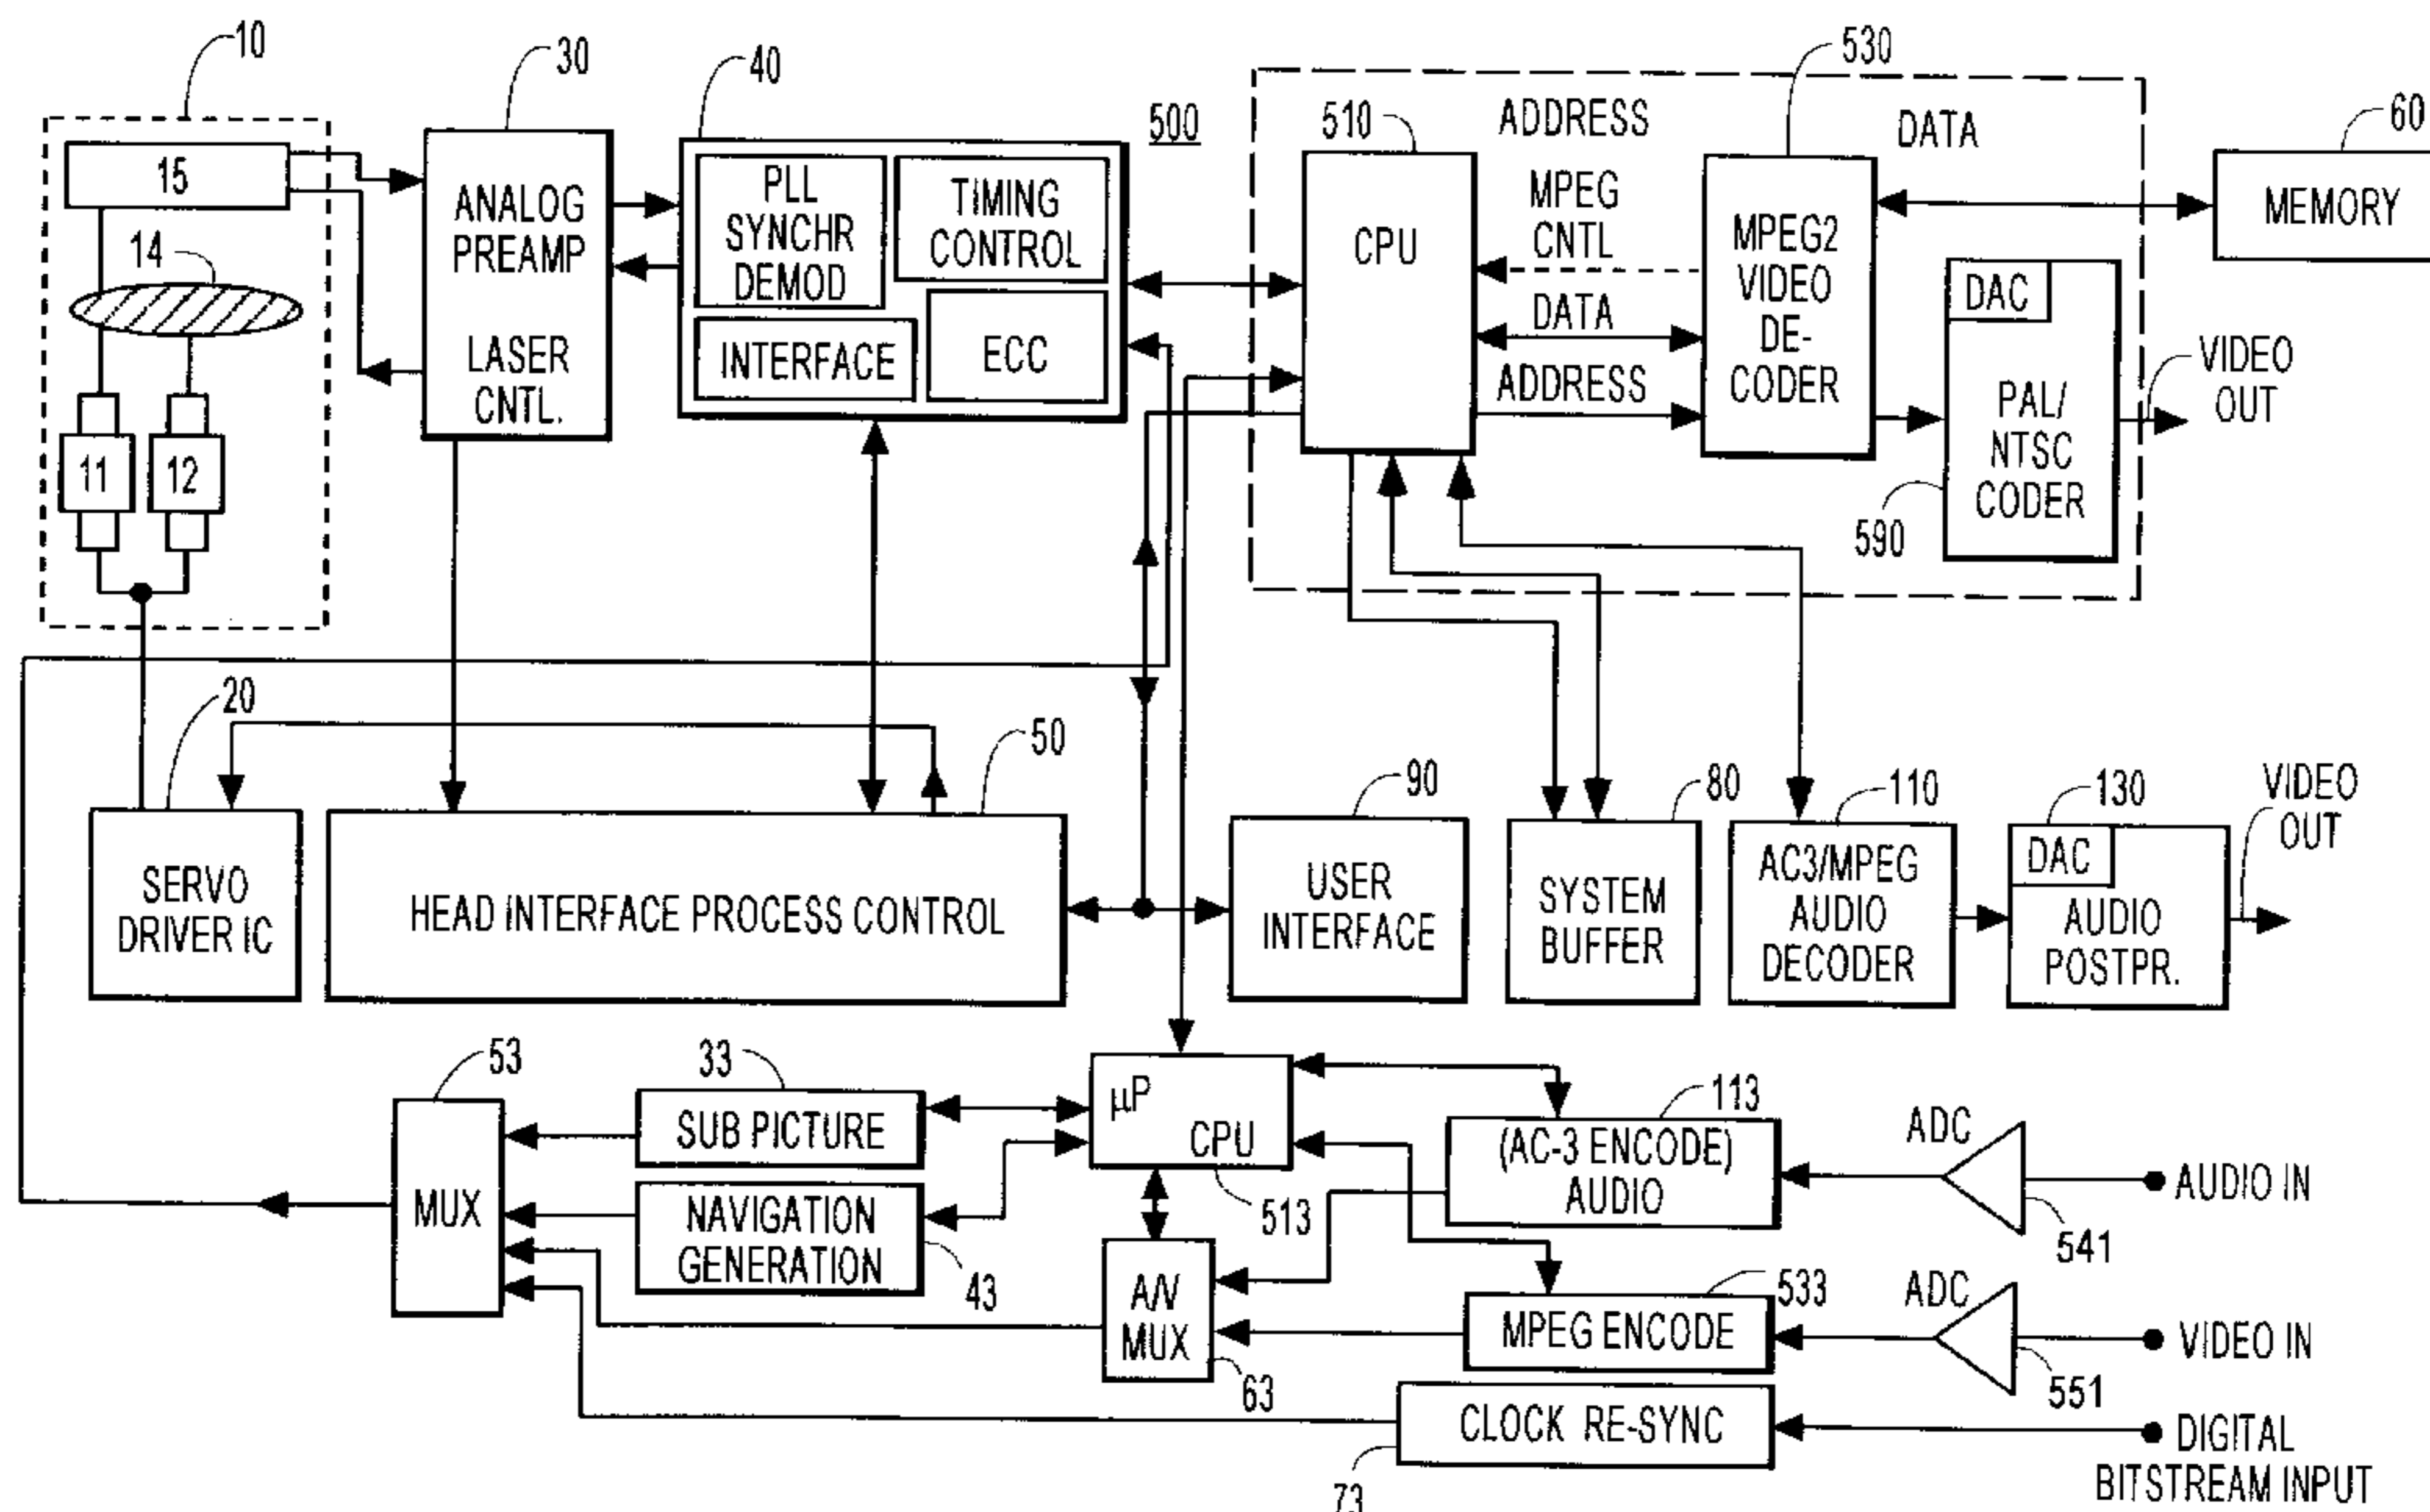 10
30
40
500
510
530
60
15
14
11
12
ANALOG
PREAMP
LASER
CNTL.
PLL
SYNCHR
DEMOD
TIMING
CONTROL
INTERFACE
ECC
ADDRESS
DATA
CPU
MPEG
CNTL
DATA
ADDRESS
MPEG2
VIDEO
DE-
CODER
MEMORY
DAC
PAL/
NTSC
CODER
590
VIDEO
OUT
20
SERVO
DRIVER IC
50
HEAD INTERFACE PROCESS CONTROL
90
USER
INTERFACE
80
SYSTEM
BUFFER
110
AC3/MPEG
AUDIO
DECODER
130
DAC
AUDIO
POSTPR.
VIDEO
OUT
53
MUX
33
SUB PICTURE
NAVIGATION
GENERATION
43
μP
CPU
513
A/V
MUX
63
113
(AC-3 ENCODE)
AUDIO
ADC
541
AUDIO IN
533
MPEG ENCODE
ADC
551
VIDEO IN
CLOCK RE-SYNC
73
DIGITAL
BITSTREAM INPUT